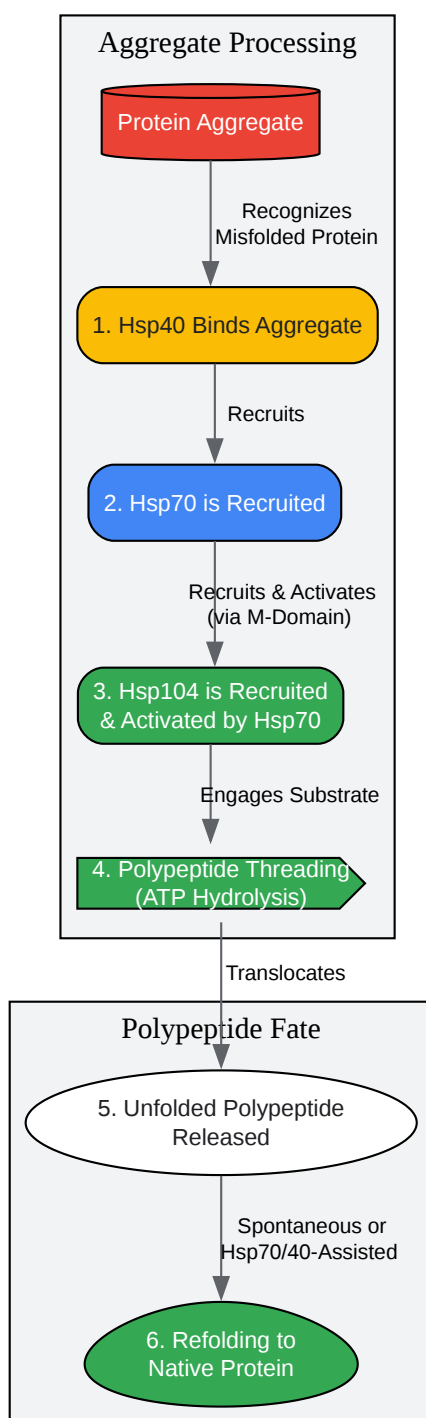 Aggregate Processing
Protein Aggregate
Recognizes
Misfolded Protein
1. Hsp40 Binds Aggregate
Recruits
2. Hsp70 is Recruited
Recruits & Activates
(via M-Domain)
3. Hsp104 is Recruited
& Activated by Hsp70
Engages Substrate
4. Polypeptide Threading
(ATP Hydrolysis)
Translocates
Polypeptide Fate
5. Unfolded Polypeptide
Released
Spontaneous or
Hsp70/40-Assisted
6. Refolding to
Native Protein